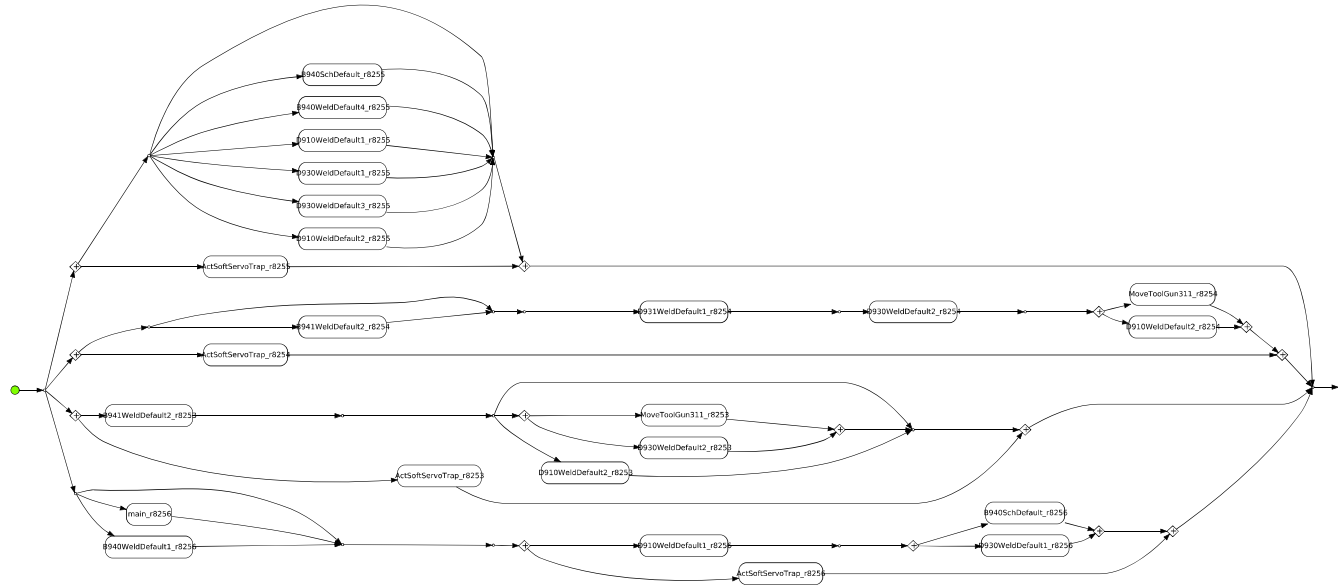 B940SchDefault_r8255
B940WeldDefault4_r8255
D910WeldDefault1_r8255
D930WeldDefault1_r8255
D930WeldDefault3_r8255
D910WeldDefault2_r8255
ActSoftServoTrap_r8255
MoveToolGun311_r8254
D931WeldDefault1_r8254
D930WeldDefault2_r8254
B941WeldDefault2_r8254
D910WeldDefault2_r8254
ActSoftServoTrap_r8254
B941WeldDefault2_r8253
MoveToolGun311_r8253
D930WeldDefault2_r8253
D910WeldDefault2_r8253
ActSoftServoTrap_r8253
main_r8256
B940SchDefault_r8256
B940WeldDefault1_r8256
D910WeldDefault1_r8256
D930WeldDefault1_r8256
ActSoftServoTrap_r8256